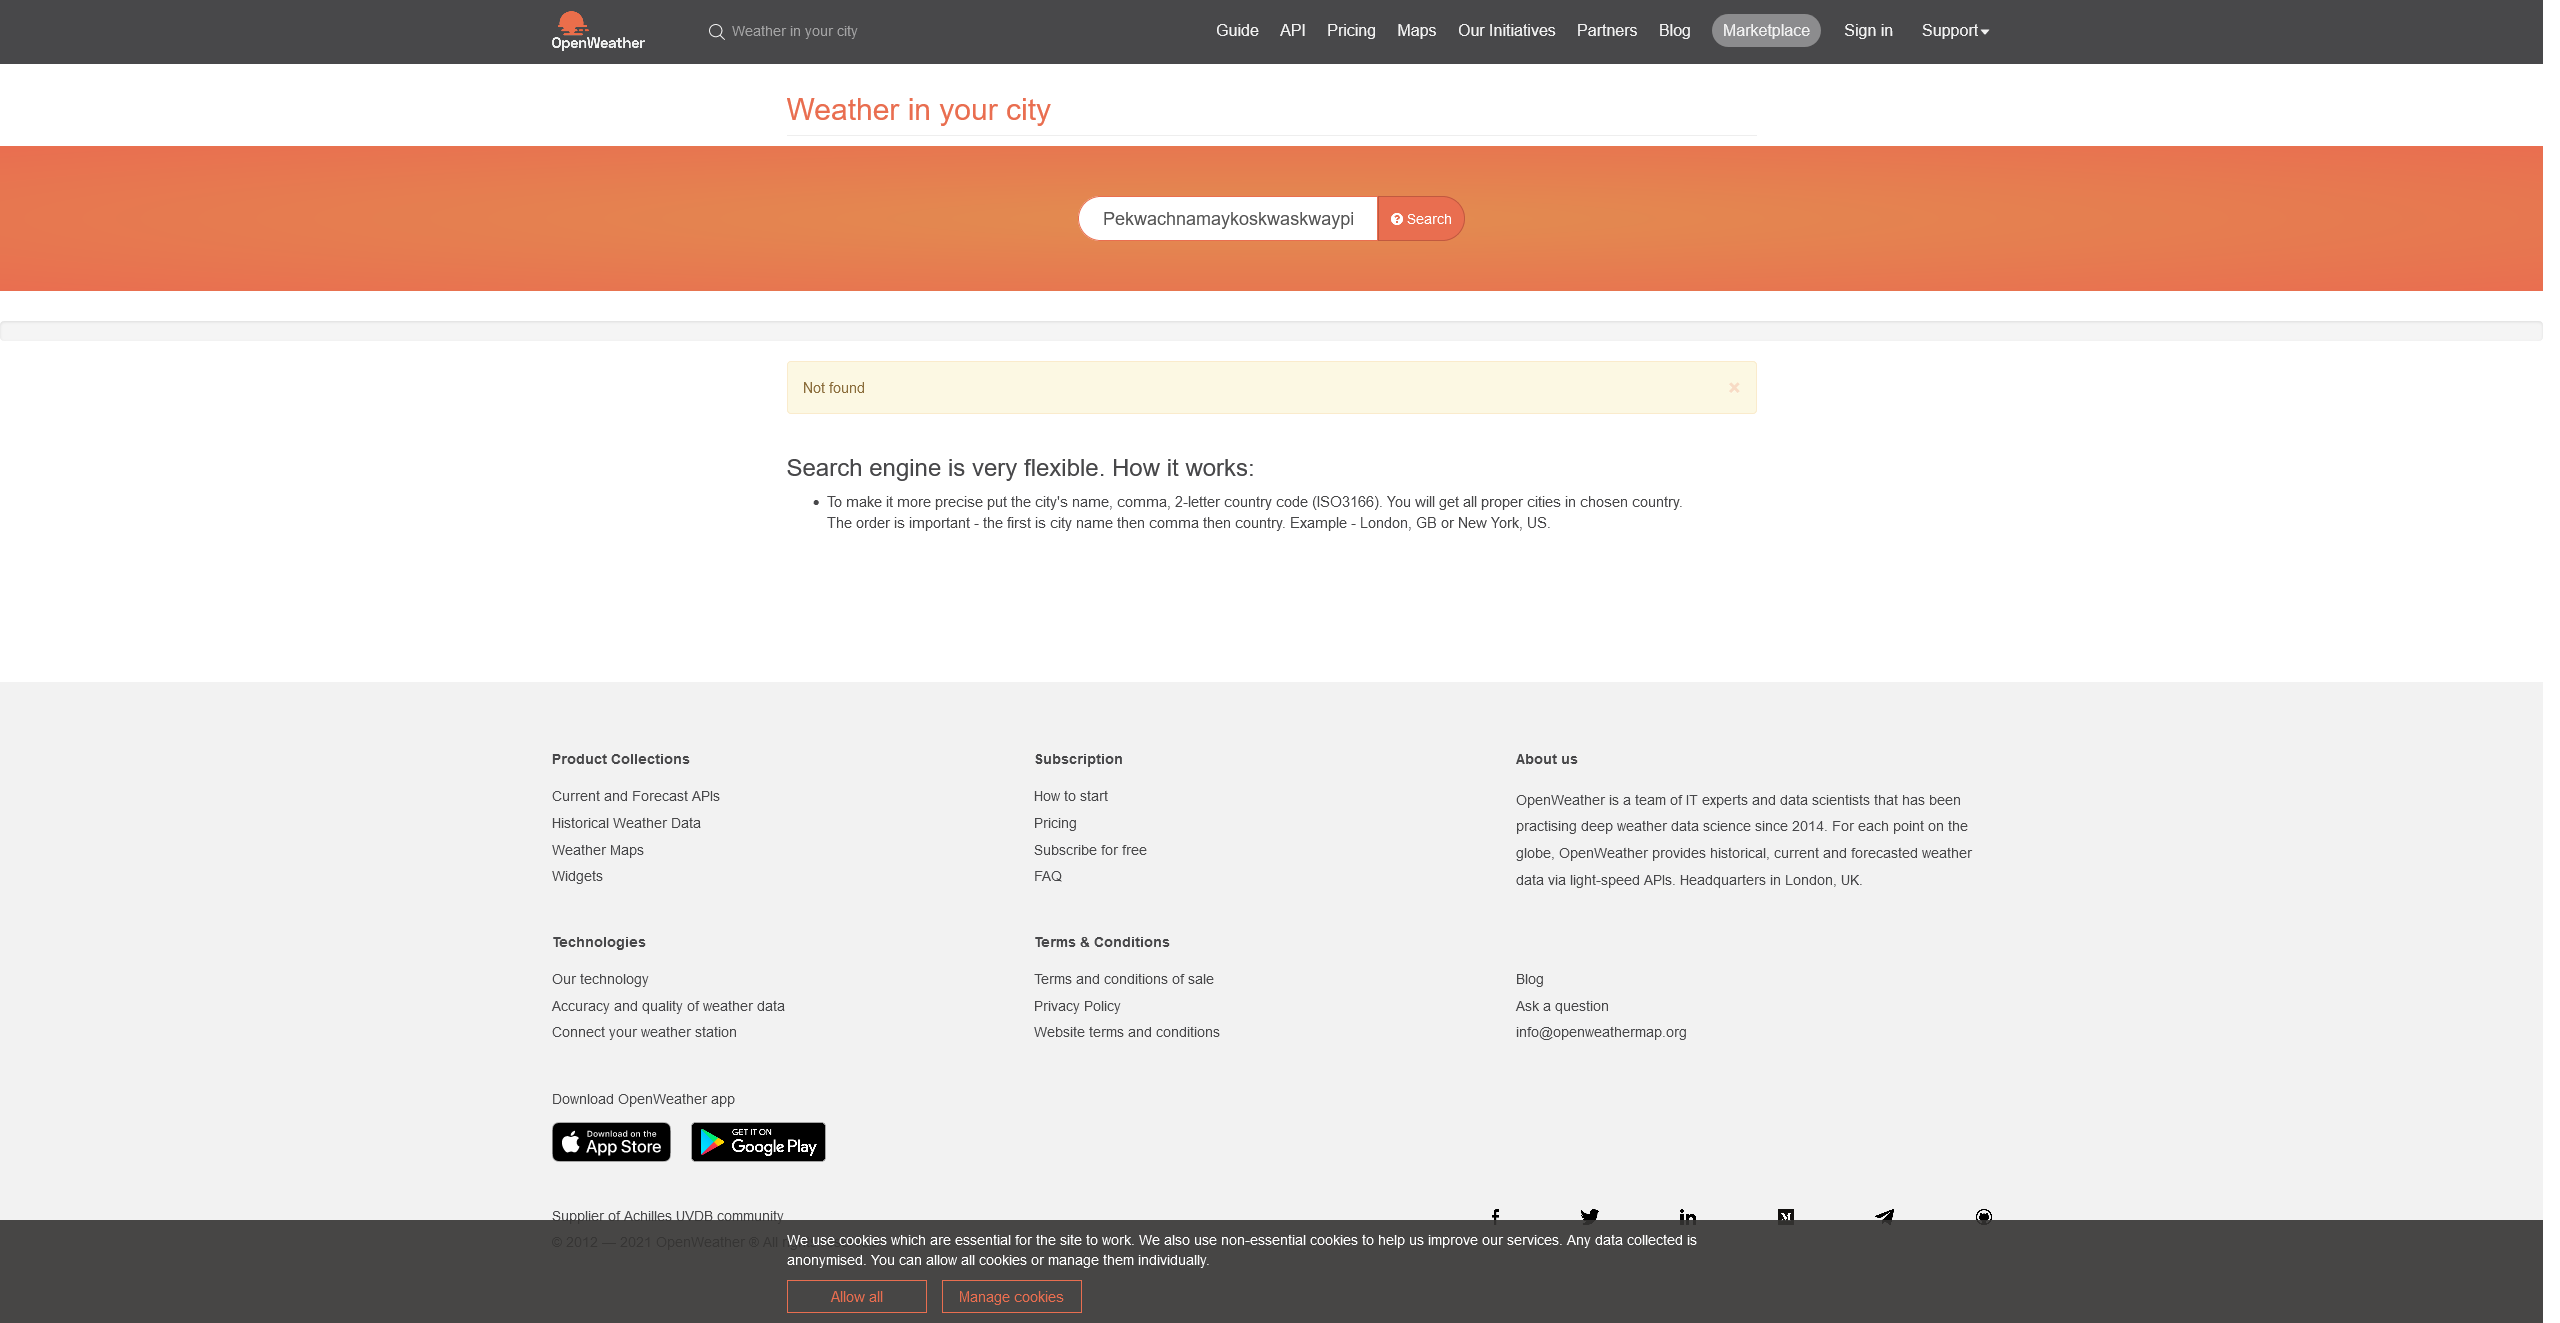 OpenWeather
Weather in your city
Guide
API
Pricing
Maps
Our Initiatives
Partners
Blog
Marketplace
Sign in
Support
Weather in your city
Pekwachnamaykoskwaskwaypi
Search
Not found
Search engine is very flexible. How it works:
To make it more precise put the city's name, comma, 2-letter country code (ISO3166). You will get all proper cities in chosen country.
The order is important - the first is city name then comma then country. Example - London, GB or New York, US.
Product Collections
Current and Forecast APIs
Historical Weather Data
Weather Maps
Widgets
Subscription
How to start
Pricing
Subscribe for free
FAQ
About us
OpenWeather is a team of IT experts and data scientists that has been
practising deep weather data science since 2014. For each point on the
globe, OpenWeather provides historical, current and forecasted weather
data via light-speed APIs. Headquarters in London, UK.
Technologies
Our technology
Accuracy and quality of weather data
Connect your weather station
Terms & Conditions
Terms and conditions of sale
Privacy Policy
Website terms and conditions
Blog
Ask a question
info@openweathermap.org
Download OpenWeather app
Download on the
App Store
GET IT ON
Google Play
Supplier of Achilles UVDB community
© 2012 — 2021 OpenWeather ® All
We use cookies which are essential for the site to work. We also use non-essential cookies to help us improve our services. Any data collected is
anonymised. You can allow all cookies or manage them individually.
Allow all
Manage cookies